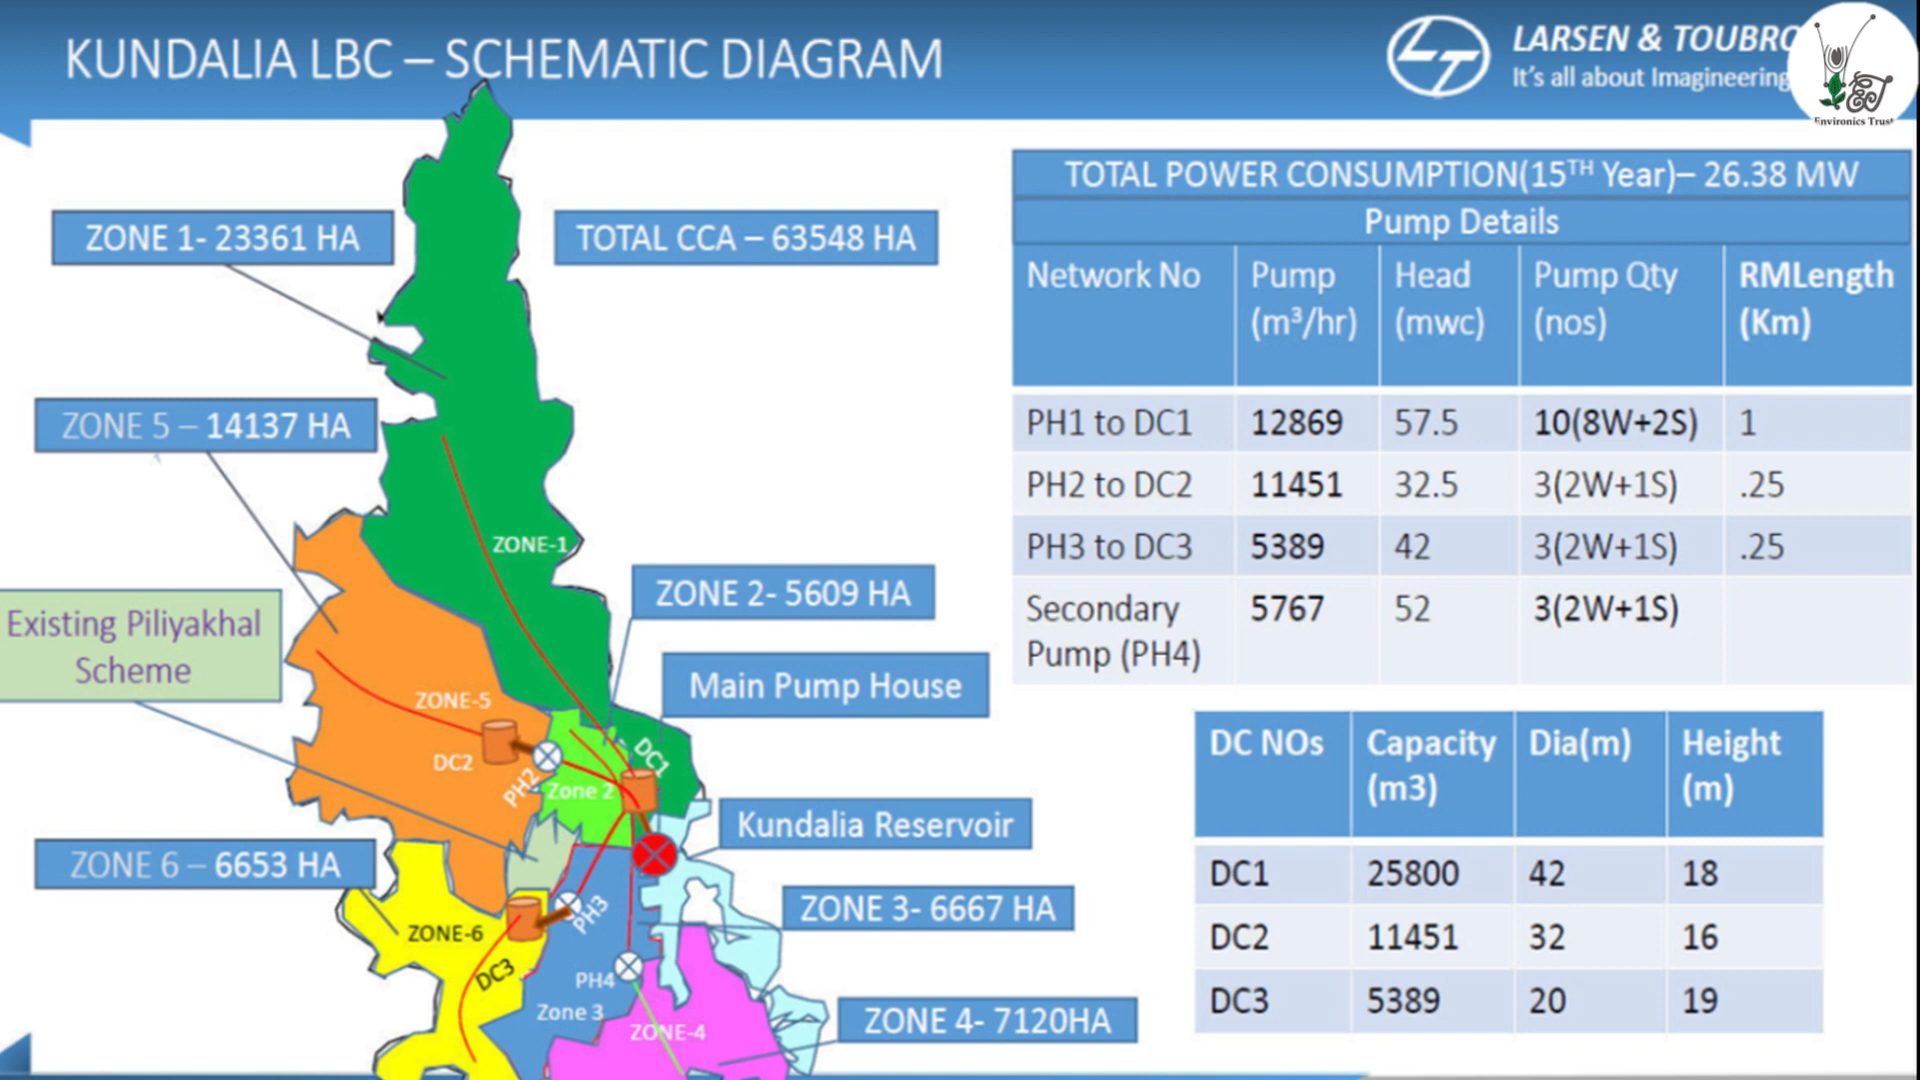 KUNDALIA LBC – SCHEMATIC DIAGRAM
LARSEN & TOUBRO
It's all about Imagineering
Environics Trust
ZONE 1- 23361 HA
TOTAL CCA – 63548 HA
ZONE 5 – 14137 HA
ZONE-1
ZONE 2- 5609 HA
Existing Piliyakhal
Scheme
Main Pump House
ZONE-5
DC2
PH2
Zone 2
DC1
Kundalia Reservoir
ZONE 6 – 6653 HA
ZONE 3- 6667 HA
ZONE-6
PH3
DC3
PH4
Zone 3
ZONE-4
ZONE 4- 7120HA
TOTAL POWER CONSUMPTION(15TH Year)– 26.38 MW
Pump Details
Network No Pump (m³/hr) Head (mwc) Pump Qty (nos) RMLength (Km)
PH1 to DC1 12869 57.5 10(8W+2S) 1
PH2 to DC2 11451 32.5 3(2W+1S) .25
PH3 to DC3 5389 42 3(2W+1S) .25
Secondary Pump (PH4) 5767 52 3(2W+1S)
DC NOs Capacity (m3) Dia(m) Height (m)
DC1 25800 42 18
DC2 11451 32 16
DC3 5389 20 19